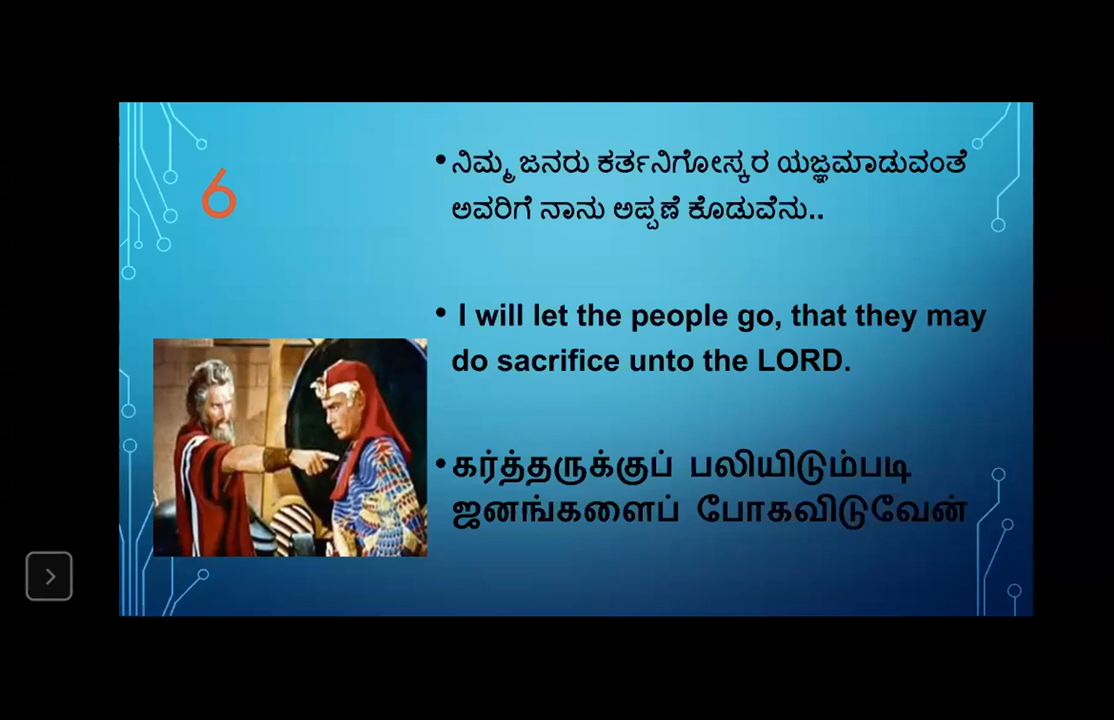 6
• ನಿಮ್ಮ ಜನರು ಕರ್ತನಿಗೋಸ್ಕರ ಯಜ್ಞಮಾಡುವಂತೆ
ಅವರಿಗೆ ನಾನು ಅಪ್ಪಣೆ ಕೊಡುವೆನು..
• I will let the people go, that they may
do sacrifice unto the LORD.
• கர்த்தருக்குப் பலியிடும்படி
ஜனங்களைப் போகவிடுவேன்